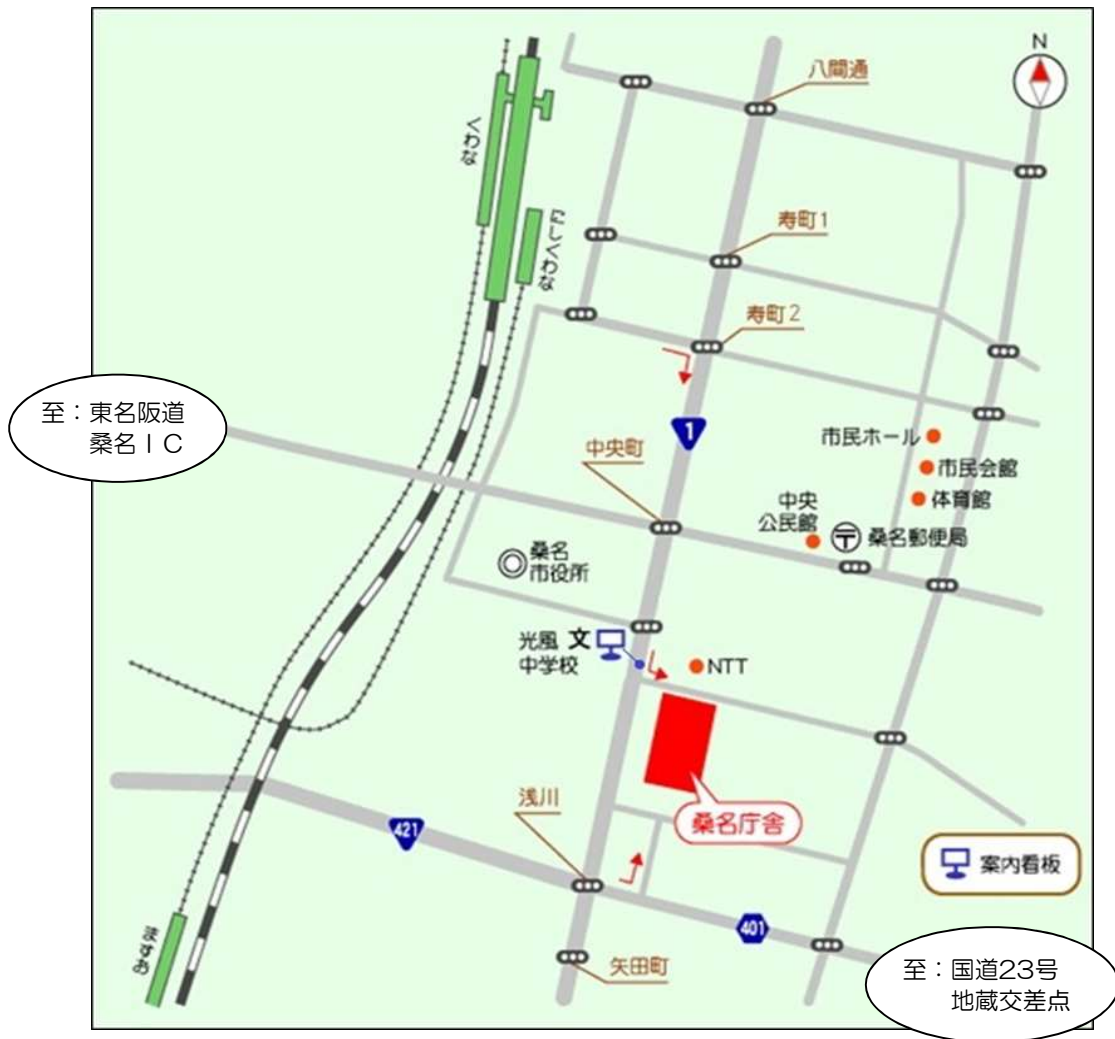 N
八間通
くわな
寿町1
にしくわな
寿町2
至：東名阪道
桑名ＩＣ
1
市民ホール
中央町
市民会館
中央
公民館
体育館
桑名郵便局
桑名
市役所
光風
中学校
文
NTT
浅川
桑名庁舎
421
案内看板
401
ますお
矢田町
至：国道23号
地蔵交差点